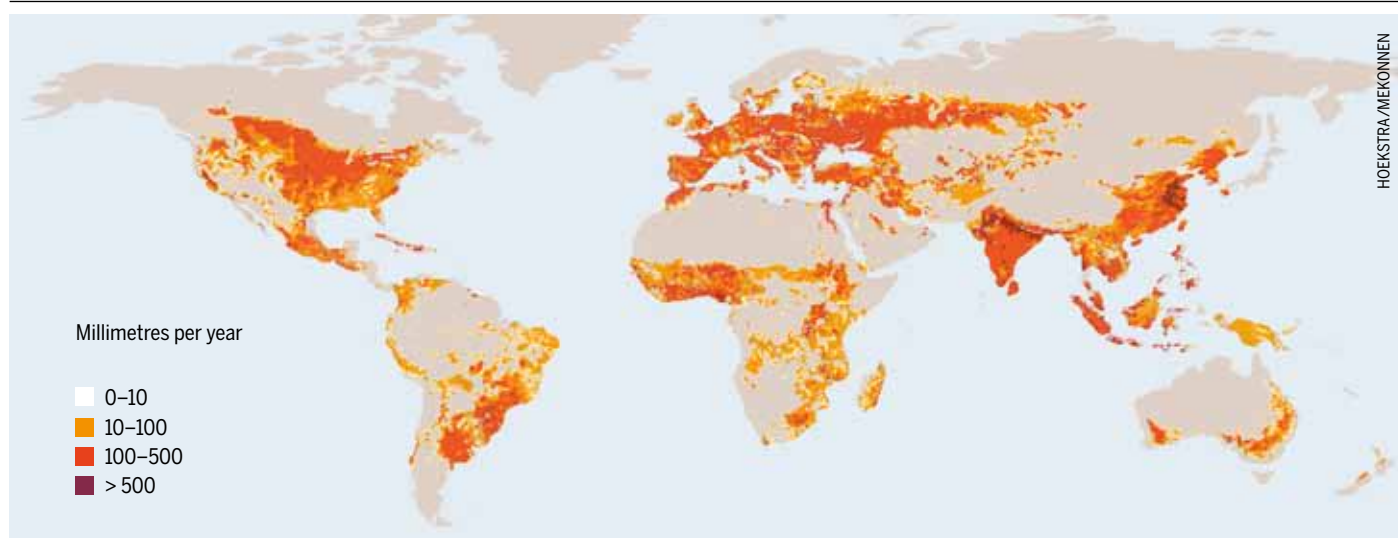 HOEKSTRA/MEKONNEN
Millimetres per year
0–10
10–100
100–500
> 500